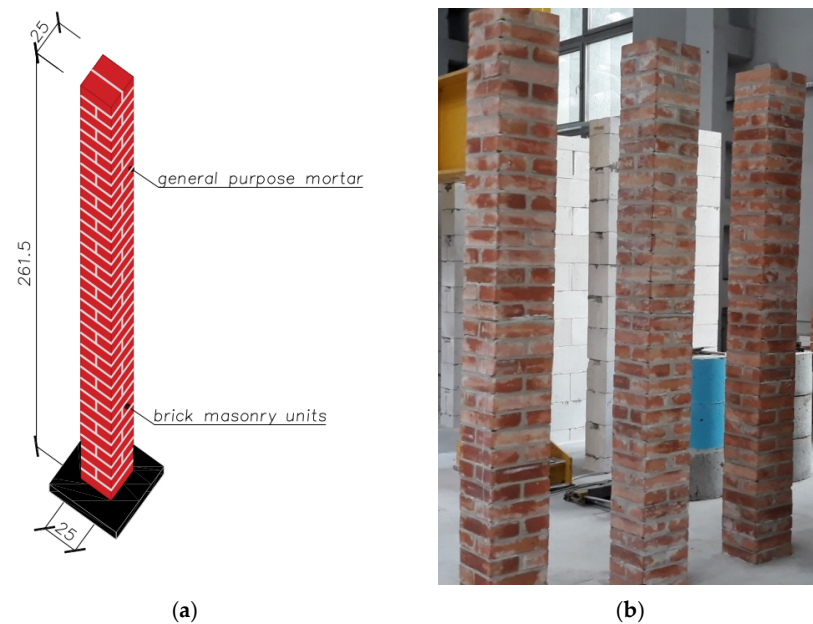 25
general purpose mortar
261.5
brick masonry units
25
(a)
(b)